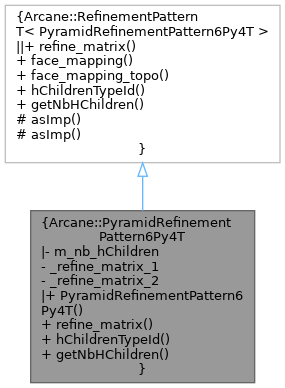 {Arcane::RefinementPattern
T< PyramidRefinementPattern6Py4T >
||+ refine_matrix()
+ face_mapping()
+ face_mapping_topo()
+ hChildrenTypeId()
+ getNbHChildren()
# asImp()
# asImp()
}
{Arcane::PyramidRefinement
Pattern6Py4T
|- m_nb_hChildren
- _refine_matrix_1
- _refine_matrix_2
|+ PyramidRefinementPattern6
Py4T()
+ refine_matrix()
+ hChildrenTypeId()
+ getNbHChildren()
}